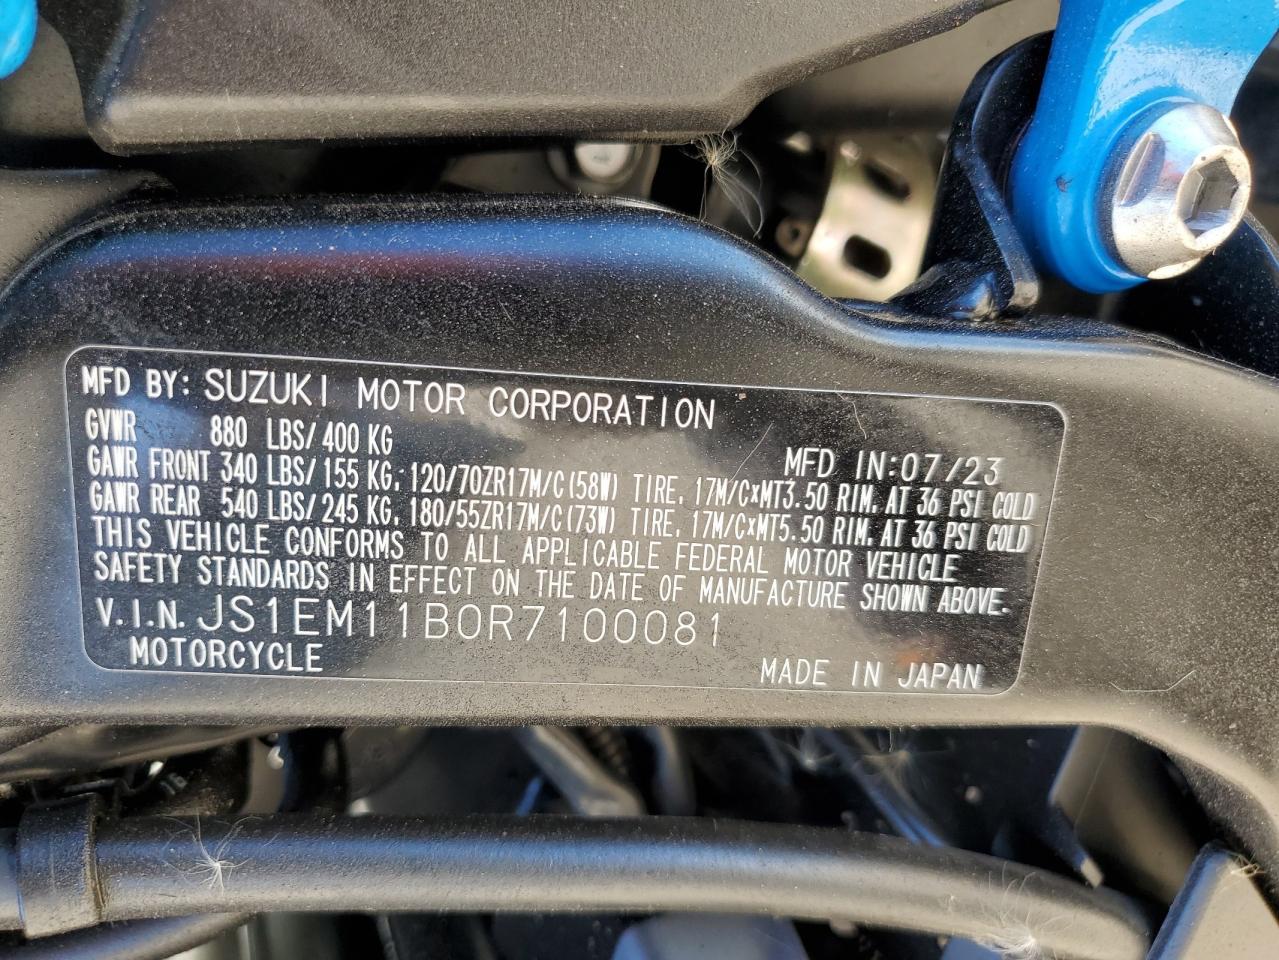 MFD BY: SUZUKI MOTOR CORPORATION
GVWR 880 LBS/400 KG
MFD IN:07/23
GAWR FRONT 340 LBS/155 KG, 120/70ZR17M/C(58W) TIRE, 17M/C×MT3.50 RIM, AT 36 PSI COLD
GAWR REAR 540 LBS/245 KG, 180/55ZR17M/C(73W) TIRE, 17M/C×MT5.50 RIM, AT 36 PSI COLD
THIS VEHICLE CONFORMS TO ALL APPLICABLE FEDERAL MOTOR VEHICLE
SAFETY STANDARDS IN EFFECT ON THE DATE OF MANUFACTURE SHOWN ABOVE.
V.I.N. JS1EM11B0R7100081
MOTORCYCLE
MADE IN JAPAN